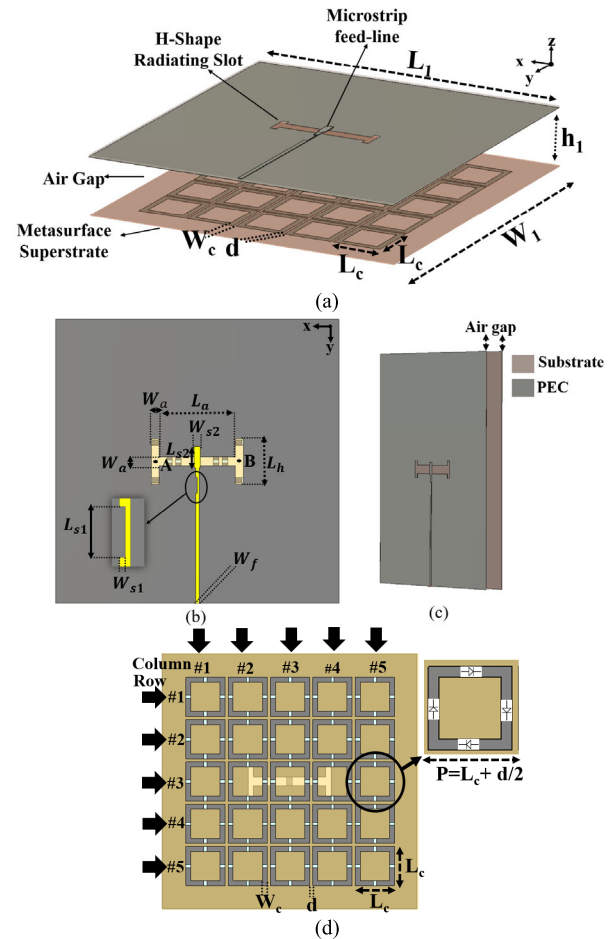 Microstrip
feed-line
H-Shape
Radiating Slot
L1
z
x
y
h1
Air Gap
Metasurface
Superstrate
Wc
d
Lc
Lc
W1
(a)
x
y
Wa
La
Ws2
Ls2
Wa
A
B
Lh
Ls1
Ws1
Wf
(b)
Air gap
Substrate
PEC
(c)
Column
#1 #2 #3 #4 #5
Row
#1
#2
#3
#4
#5
P=Lc+ d/2
Lc
Wc
d
Lc
(d)